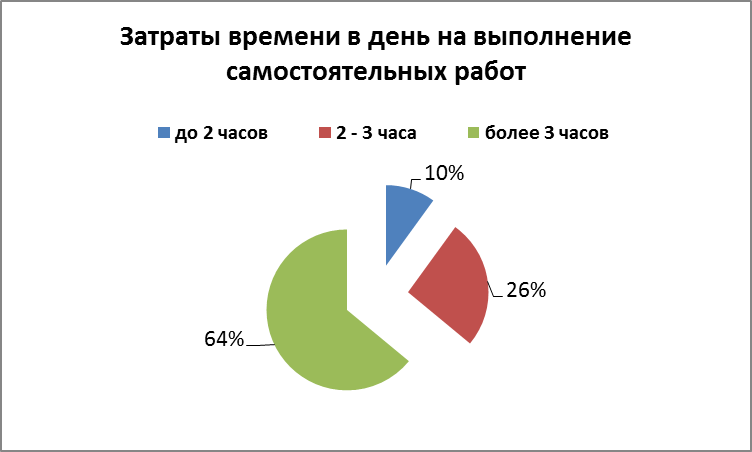 Затраты времени в день на выполнение
самостоятельных работ
до 2 часов 2 - 3 часа более 3 часов
10%
26%
64%